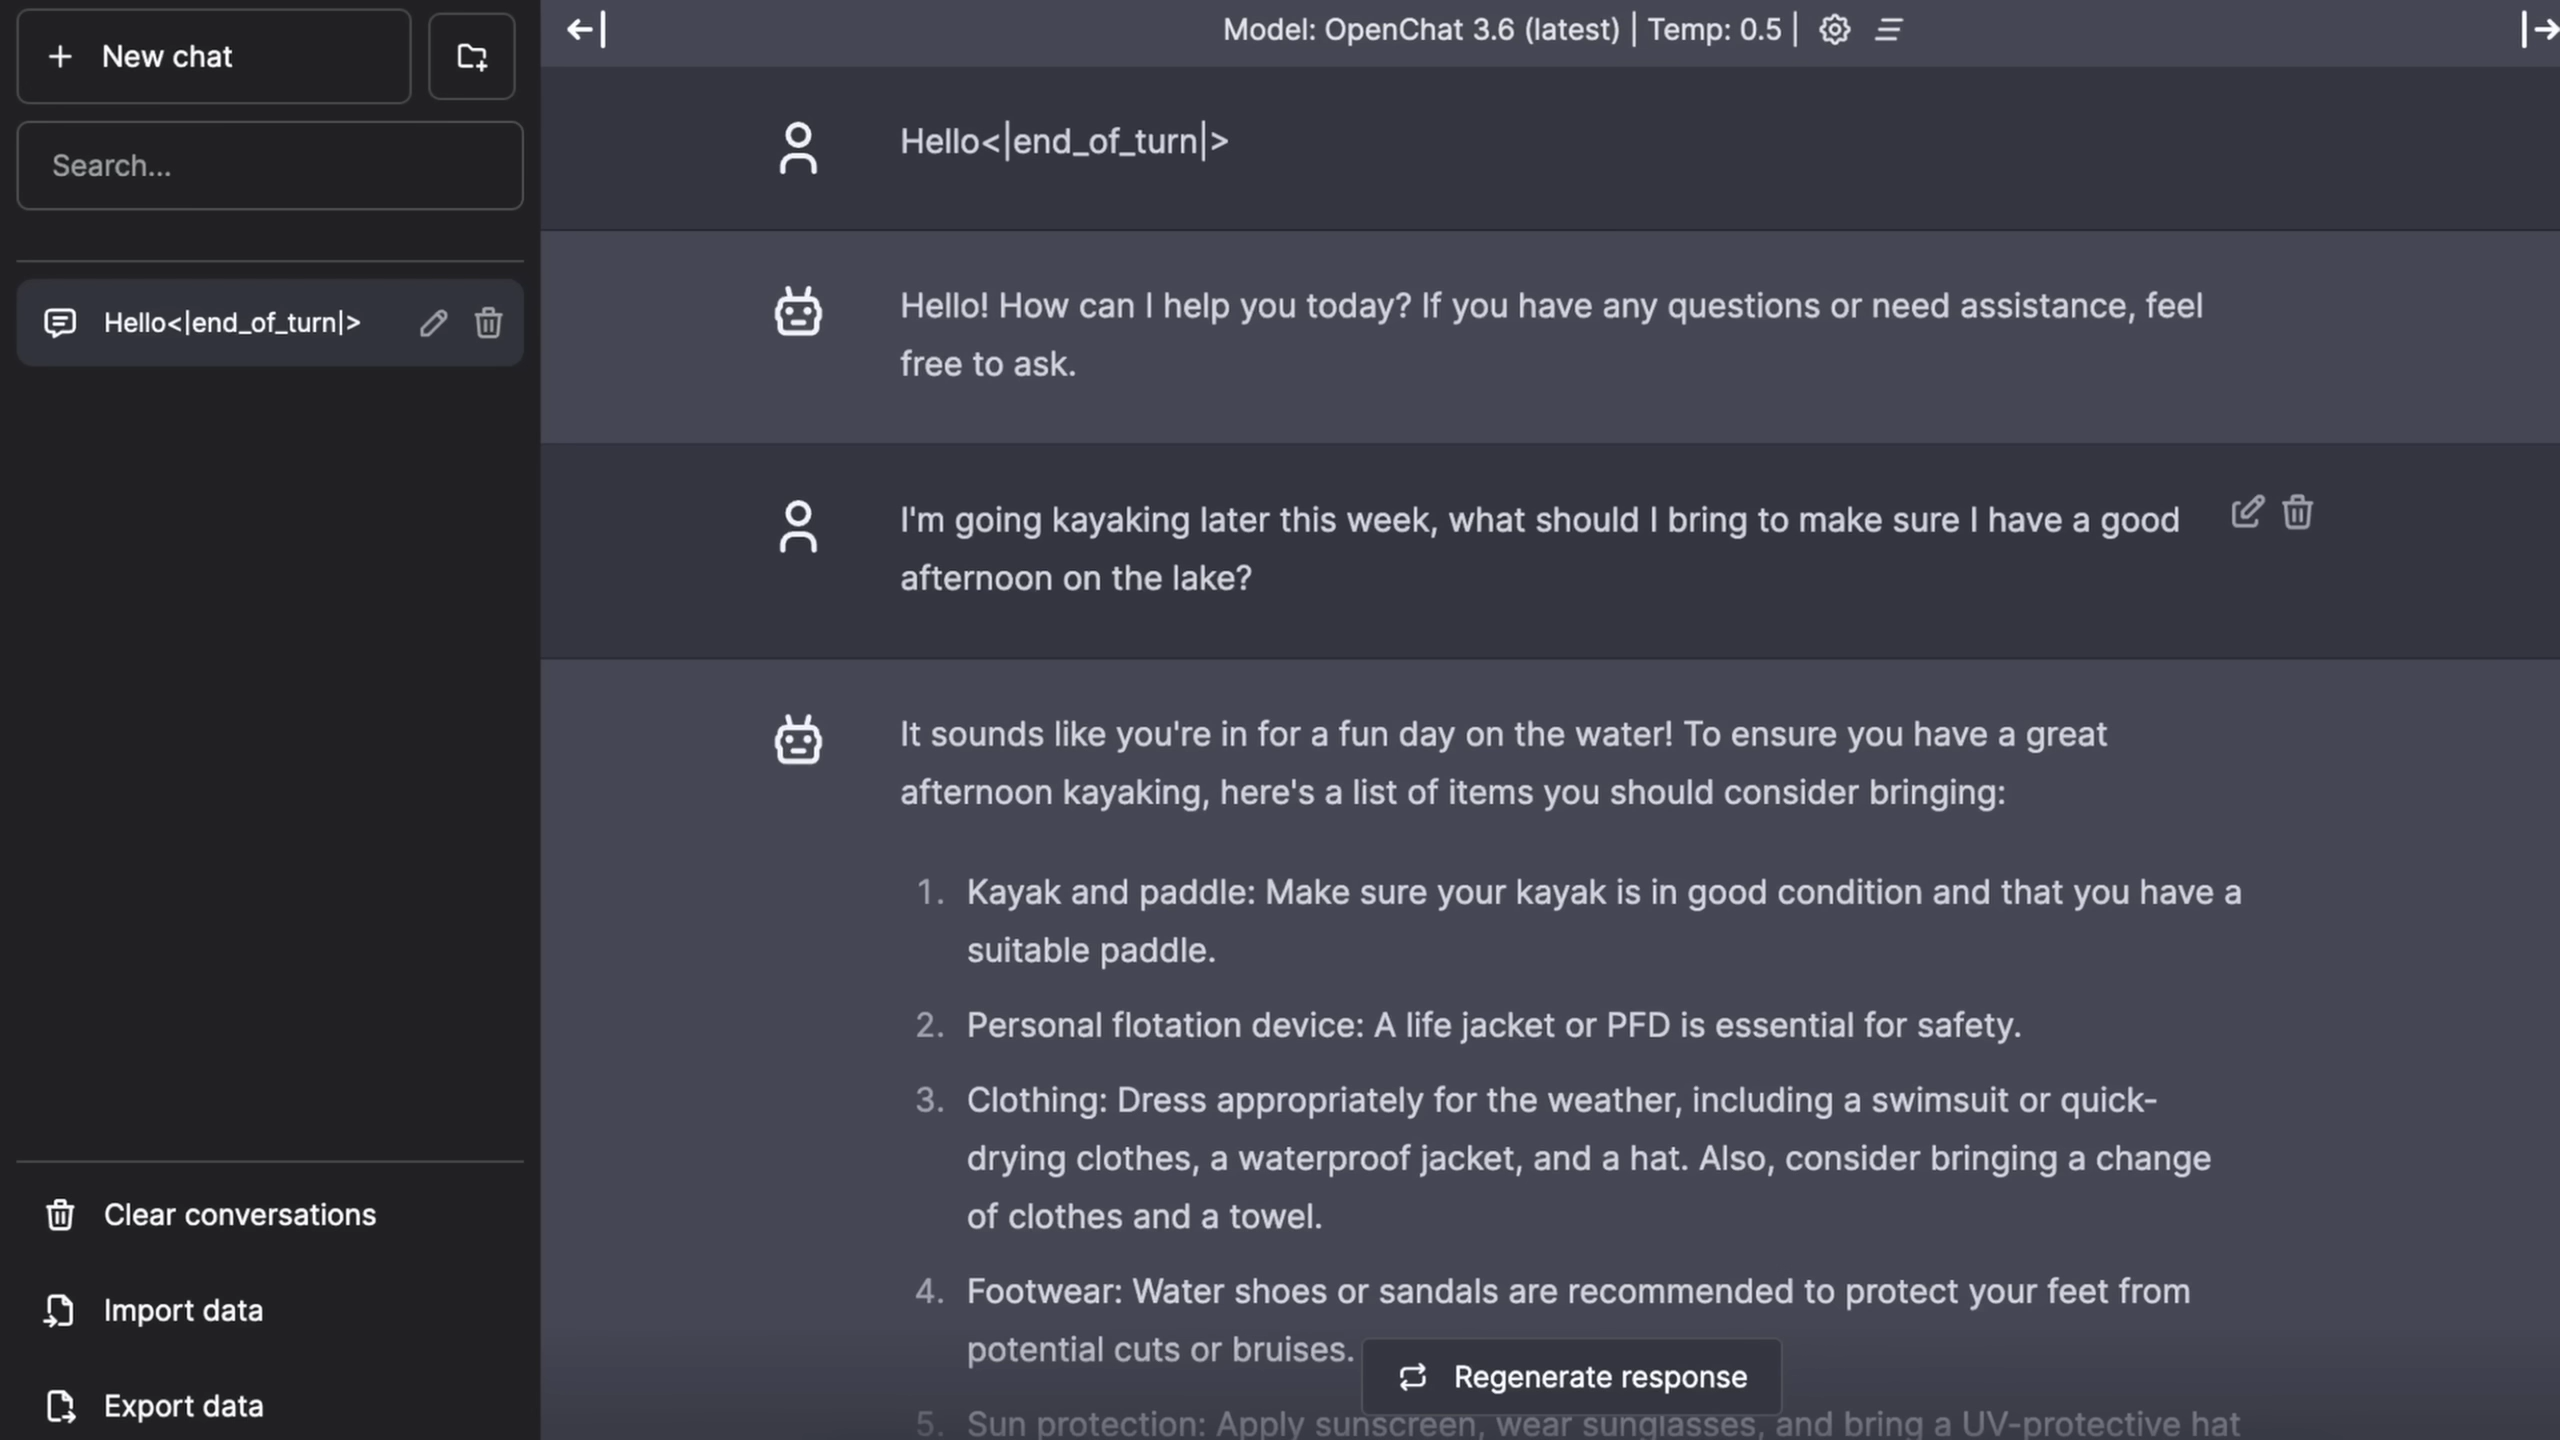 New chat
Search...
Hello<|end_of_turn|>
Clear conversations
Import data
Export data
Model: OpenChat 3.6 (latest) | Temp: 0.5 |
Hello<|end_of_turn|>
Hello! How can I help you today? If you have any questions or need assistance, feel
free to ask.
I'm going kayaking later this week, what should I bring to make sure I have a good
afternoon on the lake?
It sounds like you're in for a fun day on the water! To ensure you have a great
afternoon kayaking, here's a list of items you should consider bringing:
1. Kayak and paddle: Make sure your kayak is in good condition and that you have a
suitable paddle.
2. Personal flotation device: A life jacket or PFD is essential for safety.
3. Clothing: Dress appropriately for the weather, including a swimsuit or quick-
drying clothes, a waterproof jacket, and a hat. Also, consider bringing a change
of clothes and a towel.
4. Footwear: Water shoes or sandals are recommended to protect your feet from
potential cuts or bruises.
Regenerate response
5. Sun protection: Apply sunscreen, wear sunglasses, and bring a UV-protective hat